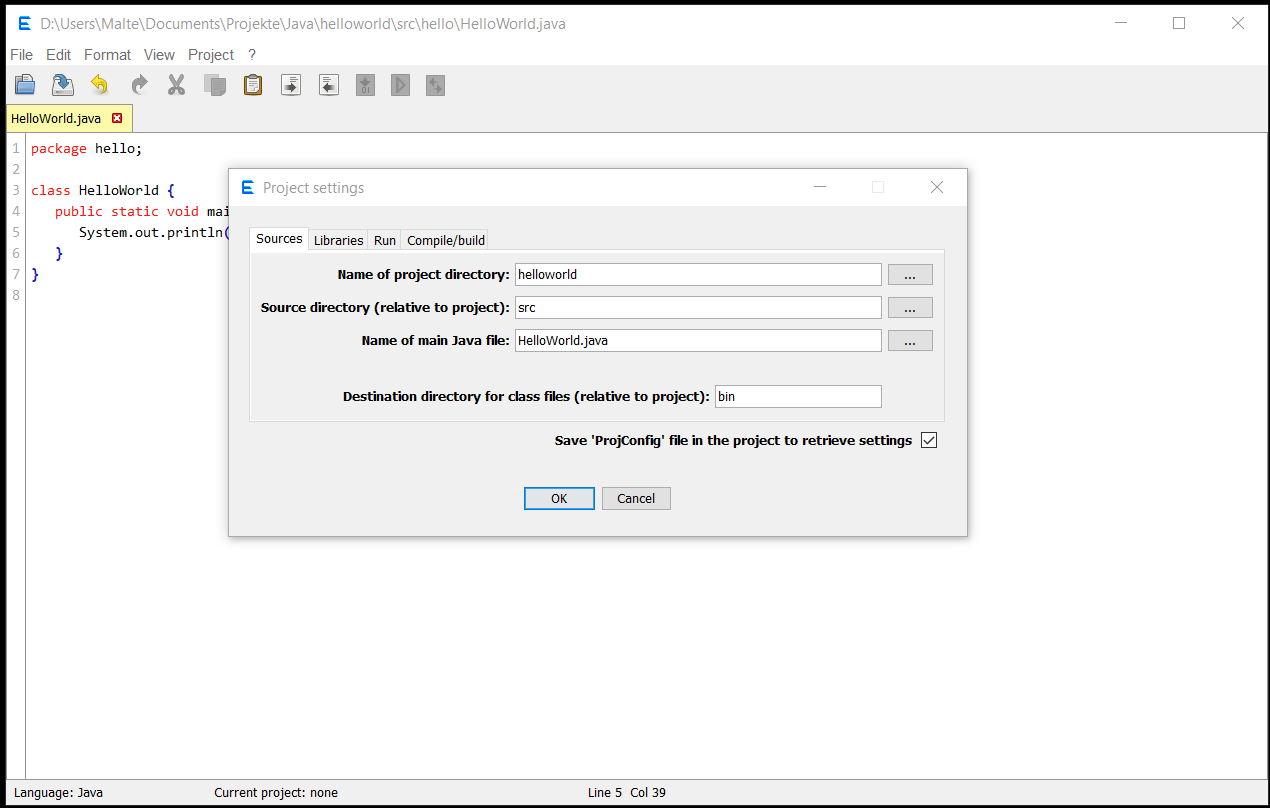 D:\Users\Malte\Documents\Projekte\Java\helloworld\src\hello\HelloWorld.java
File Edit Format View Project ?
HelloWorld.java
1 package hello;
2
3 class HelloWorld {
4 public static void mai
5 System.out.println(
6 }
7 }
8
Project settings
Sources Libraries Run Compile/build
Name of project directory: helloworld ...
Source directory (relative to project): src ...
Name of main Java file: HelloWorld.java ...
Destination directory for class files (relative to project): bin
Save 'ProjConfig' file in the project to retrieve settings
OK Cancel
Language: Java Current project: none Line 5 Col 39